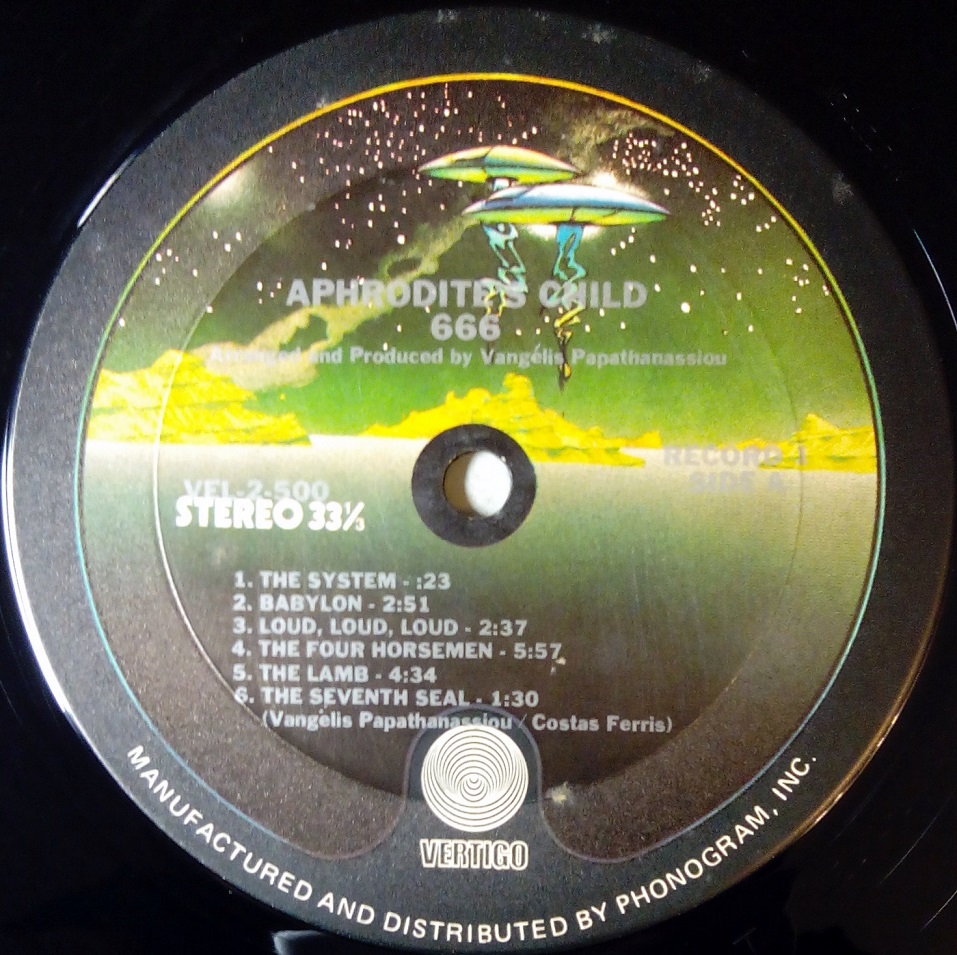 APHRODITE'S CHILD
666
Arranged and Produced by Vangélis Papathanassiou
RECORD 1
SIDE A
VEL-2-500
STEREO 33⅓
1. THE SYSTEM - :23
2. BABYLON - 2:51
3. LOUD, LOUD, LOUD - 2:37
4. THE FOUR HORSEMEN - 5:57
5. THE LAMB - 4:34
6. THE SEVENTH SEAL - 1:30
(Vangélis Papathanassiou / Costas Ferris)
VERTIGO
MANUFACTURED AND DISTRIBUTED BY PHONOGRAM, INC.